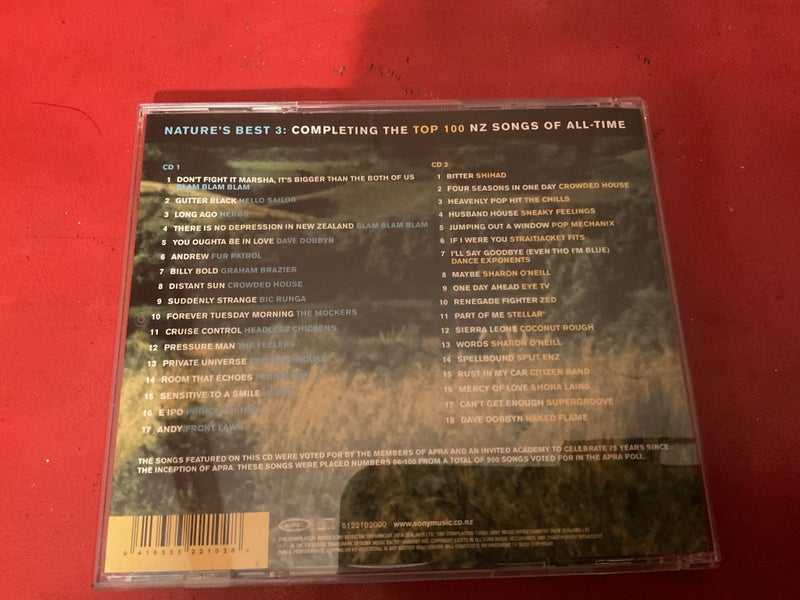 NATURE'S BEST 3: COMPLETING THE TOP 100 NZ SONGS OF ALL-TIME
CD 1
1 DON'T FIGHT IT MARSHA, IT'S BIGGER THAN THE BOTH OF US
BLAM BLAM BLAM
2 GUTTER BLACK HELLO SAILOR
3 LONG AGO HERBS
4 THERE IS NO DEPRESSION IN NEW ZEALAND BLAM BLAM BLAM
5 YOU OUGHTA BE IN LOVE DAVE DOBBYN
6 ANDREW FUR PATROL
7 BILLY BOLD GRAHAM BRAZIER
8 DISTANT SUN CROWDED HOUSE
9 SUDDENLY STRANGE BIC RUNGA
10 FOREVER TUESDAY MORNING THE MOCKERS
11 CRUISE CONTROL HEADLESS CHICKENS
12 PRESSURE MAN THE FEELERS
13 PRIVATE UNIVERSE CROWDED HOUSE
14 ROOM THAT ECHOES
15 SENSITIVE TO A SMILE HERBS
16 E IPO
17 ANDY FRONT LAWN
CD 2
1 BITTER SHIHAD
2 FOUR SEASONS IN ONE DAY CROWDED HOUSE
3 HEAVENLY POP HIT THE CHILLS
4 HUSBAND HOUSE SNEAKY FEELINGS
5 JUMPING OUT A WINDOW POP MECHANIX
6 IF I WERE YOU STRAITJACKET FITS
7 I'LL SAY GOODBYE (EVEN THO I'M BLUE)
DANCE EXPONENTS
8 MAYBE SHARON O'NEILL
9 ONE DAY AHEAD EYE TV
10 RENEGADE FIGHTER ZED
11 PART OF ME STELLAR*
12 SIERRA LEONE COCONUT ROUGH
13 WORDS SHARON O'NEILL
14 SPELLBOUND SPLIT ENZ
15 RUST IN MY CAR CITIZEN BAND
16 MERCY OF LOVE SHONA LAING
17 CAN'T GET ENOUGH SUPERGROOVE
18 DAVE DOBBYN NAKED FLAME
THE SONGS FEATURED ON THIS CD WERE VOTED FOR BY THE MEMBERS OF APRA AND AN INVITED ACADEMY TO CELEBRATE 75 YEARS SINCE
THE INCEPTION OF APRA. THESE SONGS WERE PLACED NUMBERS 66-100 FROM A TOTAL OF 900 SONGS VOTED FOR IN THE APRA POLL.
5122102000 www.sonymusic.co.nz
9 416333 221028